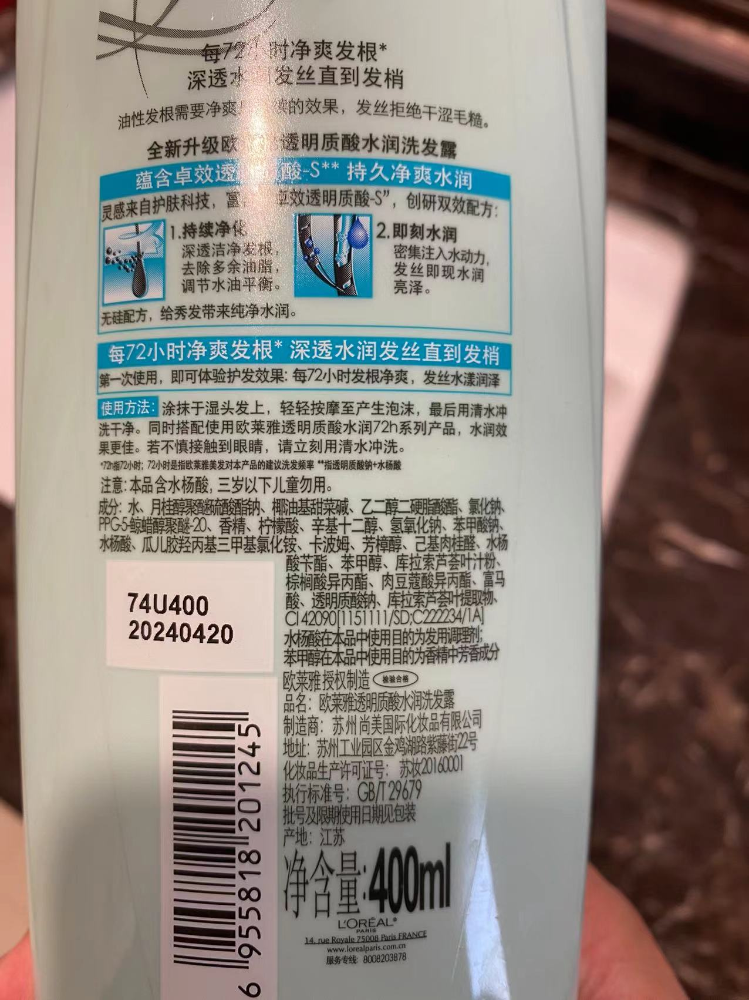 每72小时净爽发根*
深透水 发丝直到发梢
油性发根需要净爽 的效果，发丝拒绝干涩毛糙。
全新升级欧 透明质酸水润洗发露
蕴含卓效透 酸-S** 持久净爽水润
灵感来自护肤科技，富 卓效透明质酸-S”，创研双效配方：
1.持续净化
深透洁净发根，
去除多余油脂，
调节水油平衡。
2.即刻水润
密集注入水动力，
发丝即现水润
亮泽。
无硅配方，给秀发带来纯净水润。
每72小时净爽发根* 深透水润发丝直到发梢
第一次使用，即可体验护发效果：每72小时发根净爽，发丝水漾润泽
使用方法：涂抹于湿头发上，轻轻按摩至产生泡沫，最后用清水冲
洗干净。同时搭配使用欧莱雅透明质酸水润72h系列产品，水润效
果更佳。若不慎接触到眼睛，请立刻用清水冲洗。
*72h指72小时；72小时是指欧莱雅美发对本产品的建议洗发频率 **指透明质酸钠+水杨酸
注意：本品含水杨酸，三岁以下儿童勿用。
成分：水、月桂醇聚醚硫酸酯钠、椰油基甜菜碱、乙二醇二硬脂酸酯、氯化钠、
PPG-5-鲸蜡醇聚醚-20、香精、柠檬酸、辛基十二醇、氢氧化钠、苯甲酸钠、
水杨酸、瓜儿胶羟丙基三甲基氯化铵、卡波姆、芳樟醇、己基肉桂醛、水杨
酸苄酯、苯甲醇、库拉索芦荟叶汁粉、
棕榈酸异丙酯、肉豆蔻酸异丙酯、富马
酸、透明质酸钠、库拉索芦荟叶提取物、
CI 42090[1151111/SD;C222234/1A]
水杨酸在本品中使用目的为发用调理剂；
苯甲醇在本品中使用目的为香精中芳香成分
74U400
20240420
欧莱雅授权制造 检验合格
品名：欧莱雅透明质酸水润洗发露
制造商：苏州尚美国际化妆品有限公司
地址：苏州工业园区金鸡湖路紫藤街22号
化妆品生产许可证号：苏妆20160001
执行标准号：GB/T 29679
批号及限期使用日期见包装
产地：江苏
净含量：400ml
L'ORÉAL®
PARIS
14, rue Royale 75008 Paris FRANCE
www.lorealparis.com.cn
服务专线：8008203878
6 955818 201245